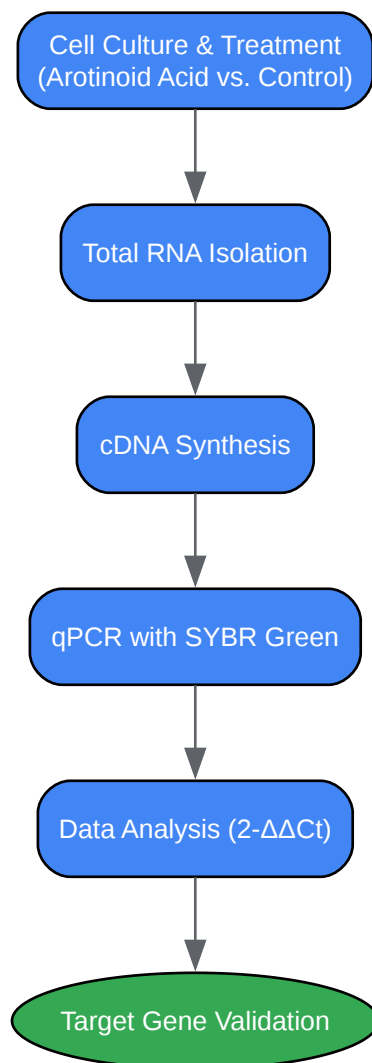 Cell Culture & Treatment
(Arotinoid Acid vs. Control)
Total RNA Isolation
cDNA Synthesis
qPCR with SYBR Green
Data Analysis (2-ΔΔCt)
Target Gene Validation